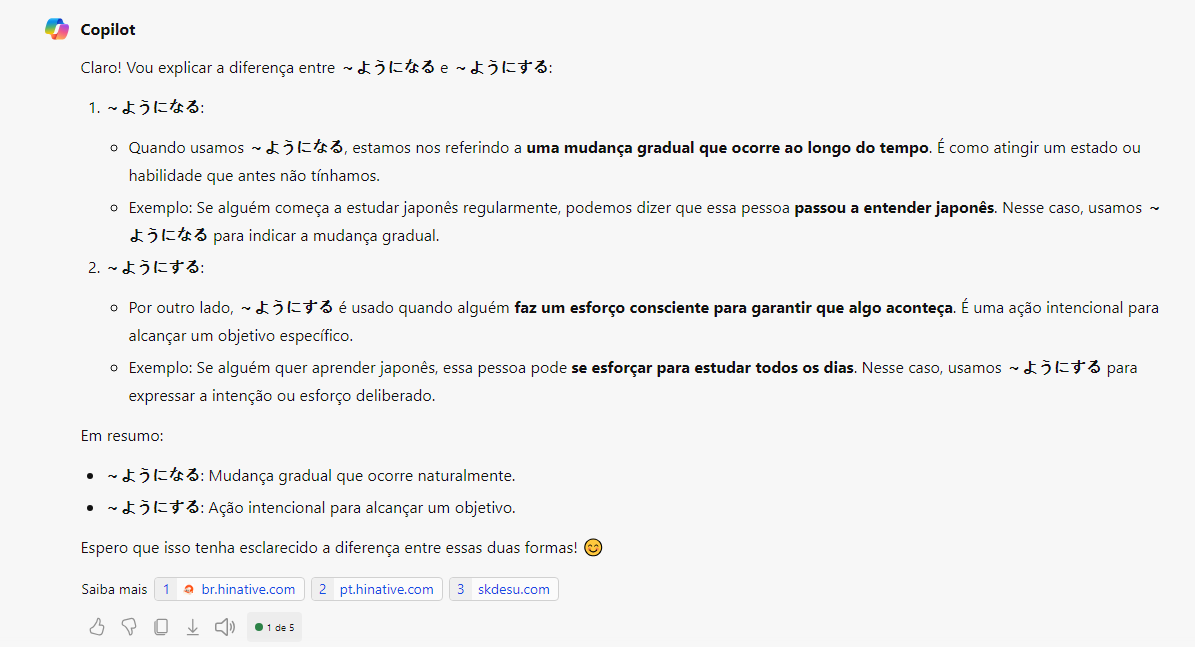 Copilot
Claro! Vou explicar a diferença entre ～ようになる e ～ようにする:
1. ～ようになる:
Quando usamos ～ようになる, estamos nos referindo a uma mudança gradual que ocorre ao longo do tempo. É como atingir um estado ou
habilidade que antes não tínhamos.
Exemplo: Se alguém começa a estudar japonês regularmente, podemos dizer que essa pessoa passou a entender japonês. Nesse caso, usamos ～
ようになる para indicar a mudança gradual.
2. ～ようにする:
Por outro lado, ～ようにする é usado quando alguém faz um esforço consciente para garantir que algo aconteça. É uma ação intencional para
alcançar um objetivo específico.
Exemplo: Se alguém quer aprender japonês, essa pessoa pode se esforçar para estudar todos os dias. Nesse caso, usamos ～ようにする para
expressar a intenção ou esforço deliberado.
Em resumo:
～ようになる: Mudança gradual que ocorre naturalmente.
～ようにする: Ação intencional para alcançar um objetivo.
Espero que isso tenha esclarecido a diferença entre essas duas formas! 😊
Saiba mais 1 br.hinative.com 2 pt.hinative.com 3 skdesu.com
1 de 5